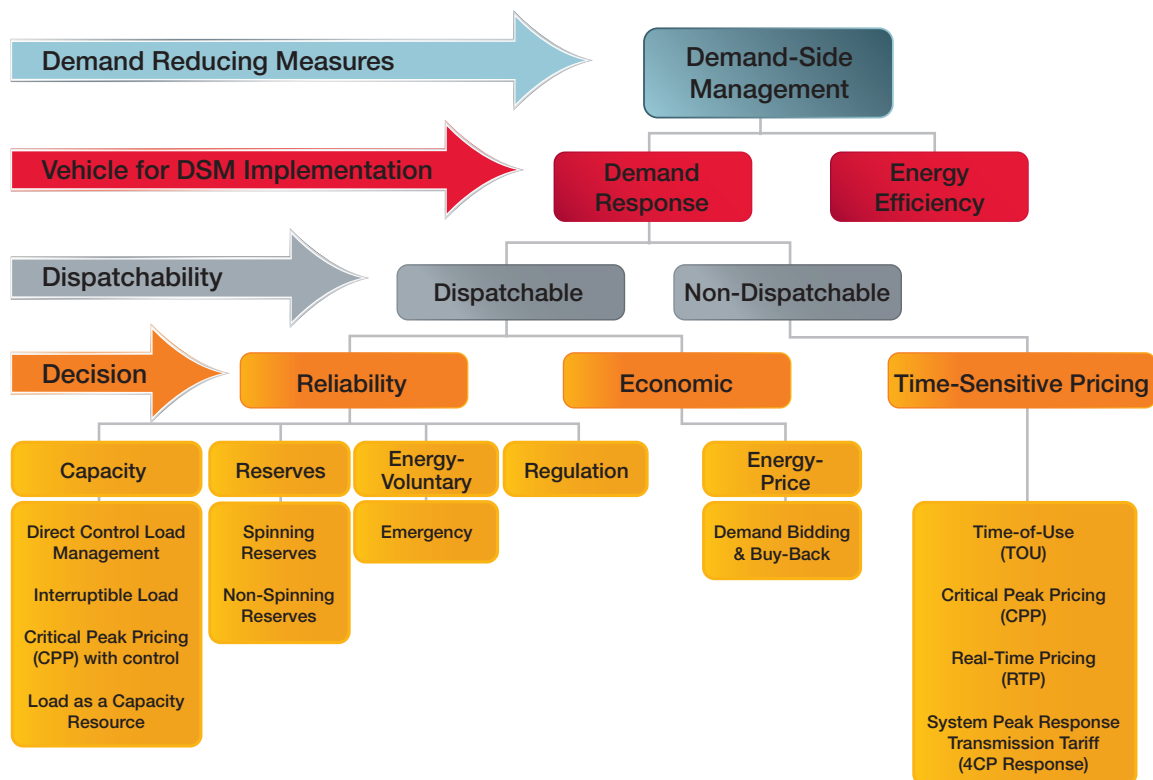 Demand Reducing Measures
Demand-Side
Management
Vehicle for DSM Implementation
Demand
Response
Energy
Efficiency
Dispatchability
Dispatchable
Non-Dispatchable
Decision
Reliability
Economic
Time-Sensitive Pricing
Capacity
Reserves
Energy-
Voluntary
Regulation
Energy-
Price
Direct Control Load
Management
Interruptible Load
Critical Peak Pricing
(CPP) with control
Load as a Capacity
Resource
Spinning
Reserves
Non-Spinning
Reserves
Emergency
Demand Bidding
& Buy-Back
Time-of-Use
(TOU)
Critical Peak Pricing
(CPP)
Real-Time Pricing
(RTP)
System Peak Response
Transmission Tariff
(4CP Response)